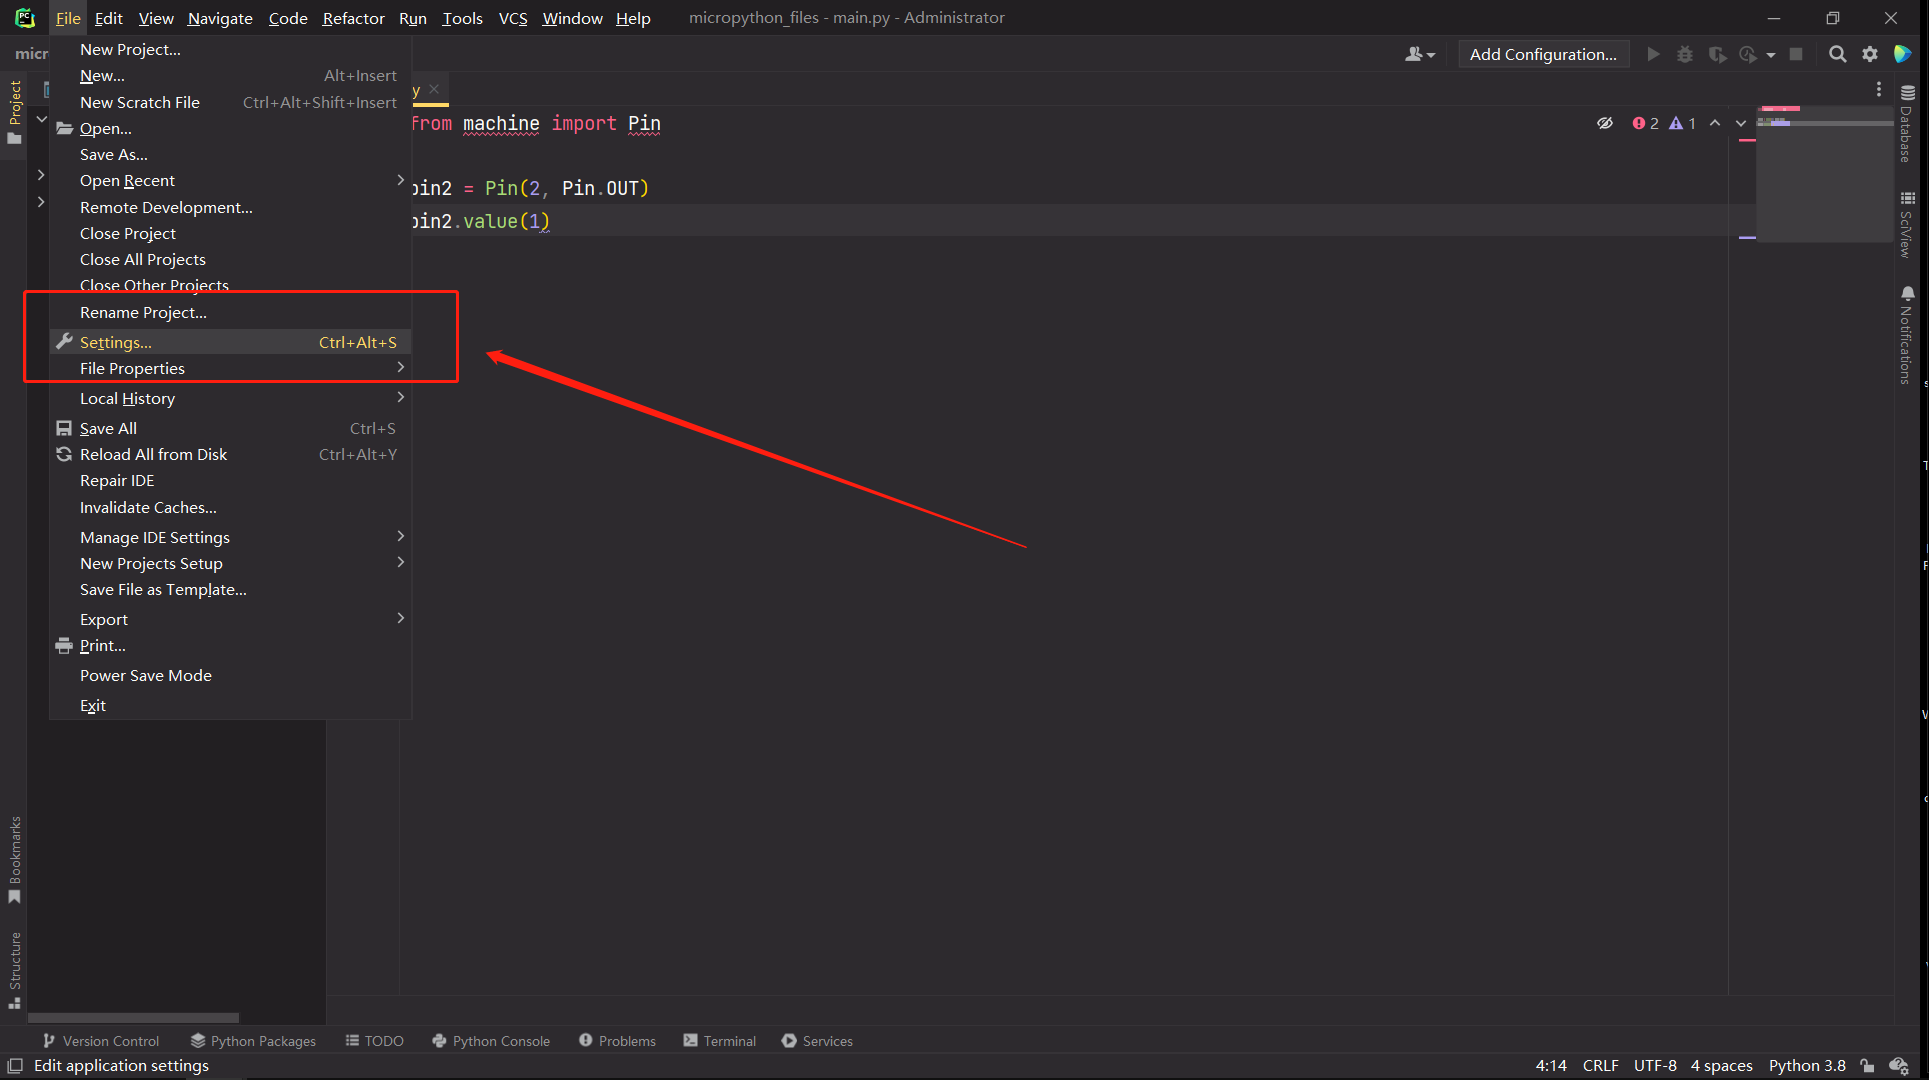 File Edit View Navigate Code Refactor Run Tools VCS Window Help micropython_files - main.py - Administrator
micr
Add Configuration...
New Project...
New... Alt+Insert
New Scratch File Ctrl+Alt+Shift+Insert
Open...
Save As...
Open Recent
Remote Development...
Close Project
Close All Projects
Close Other Projects
Rename Project...
Settings... Ctrl+Alt+S
File Properties
Local History
Save All Ctrl+S
Reload All from Disk Ctrl+Alt+Y
Repair IDE
Invalidate Caches...
Manage IDE Settings
New Projects Setup
Save File as Template...
Export
Print...
Power Save Mode
Exit
y
from machine import Pin
pin2 = Pin(2, Pin.OUT)
pin2.value(1)
2 1
Project
Bookmarks
Structure
Database
SciView
Notifications
Version Control Python Packages TODO Python Console Problems Terminal Services
Edit application settings 4:14 CRLF UTF-8 4 spaces Python 3.8